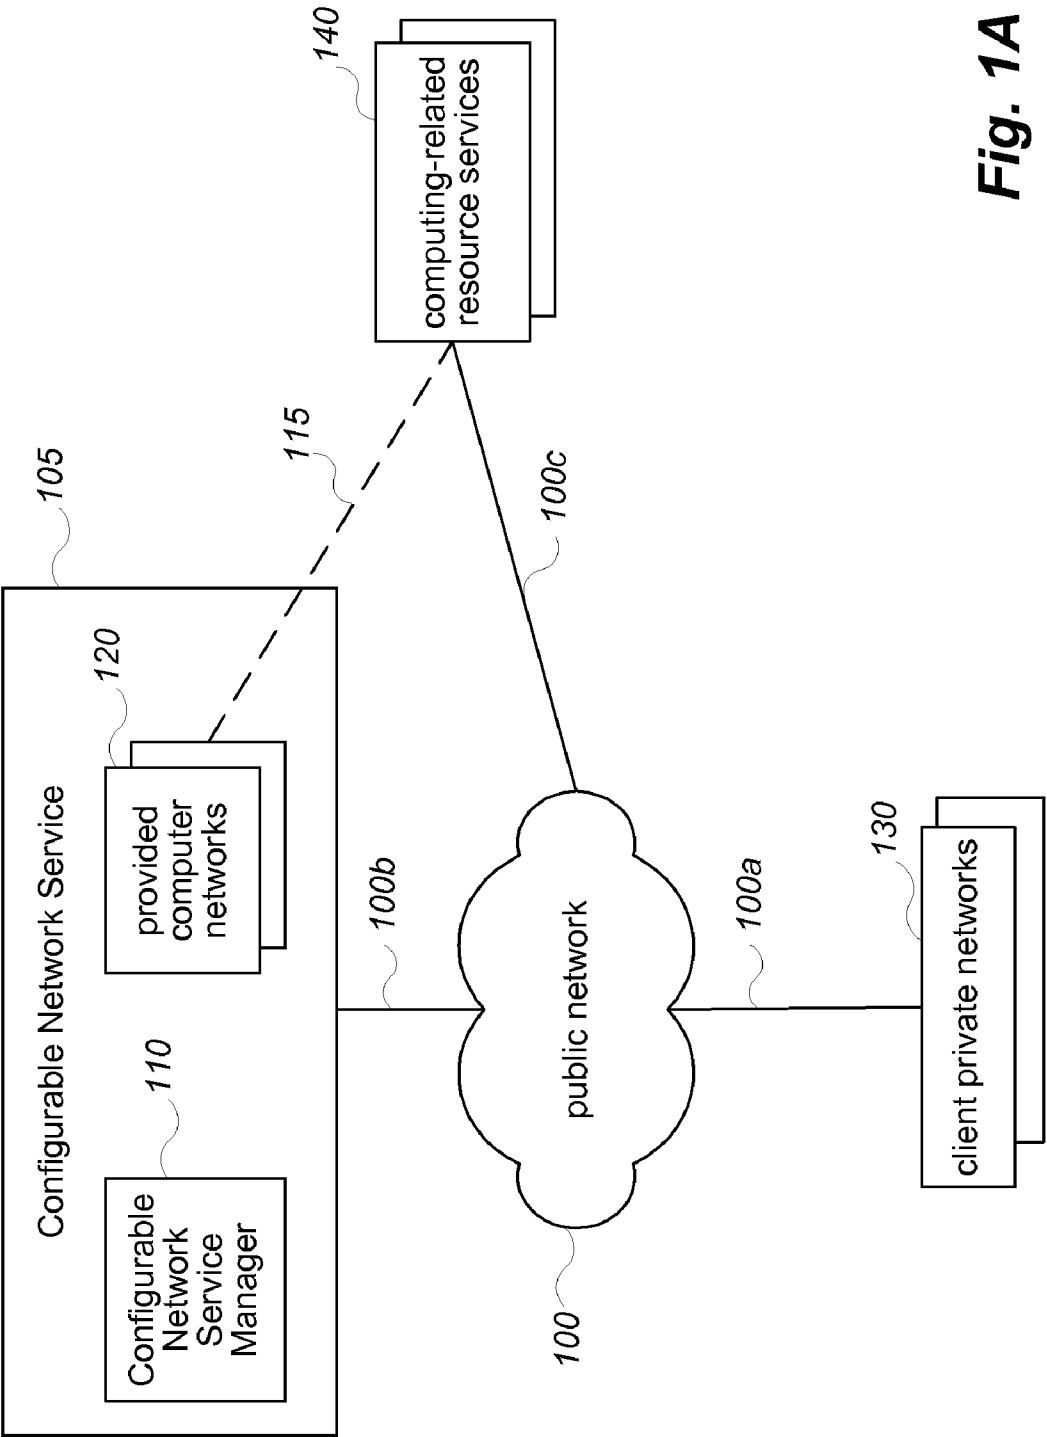 Configurable Network Service
105
Configurable
Network
Service
Manager
110
provided
computer
networks
120
115
computing-related
resource services
140
100b
100c
public network
100
100a
client private networks
130
Fig. 1A